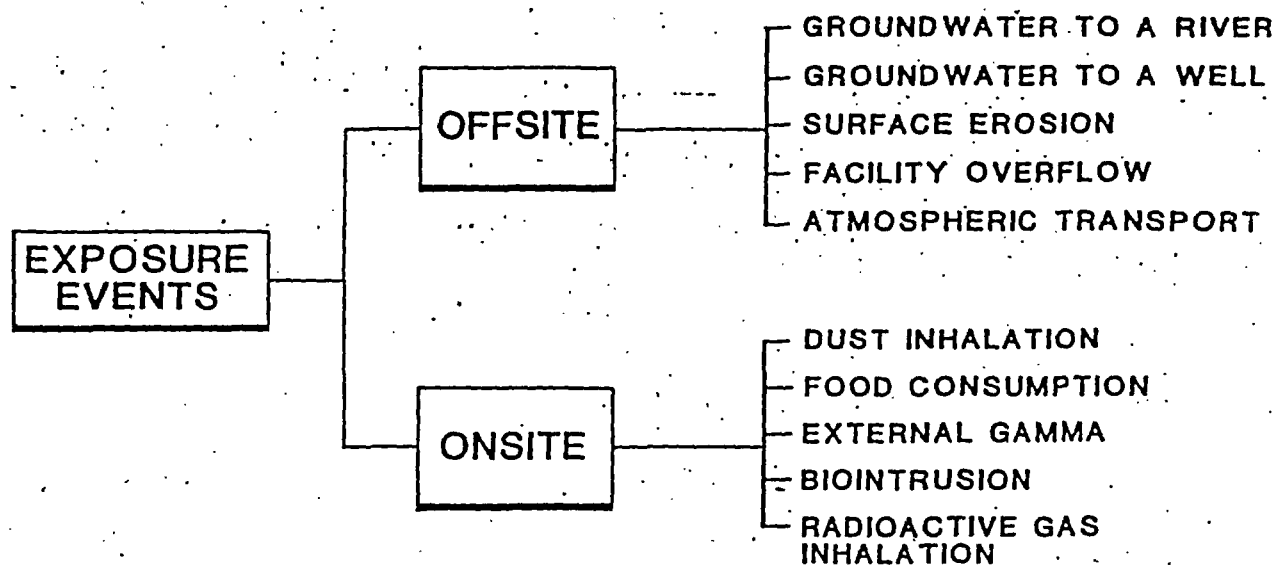 EXPOSURE
EVENTS
OFFSITE
GROUNDWATER TO A RIVER
GROUNDWATER TO A WELL
SURFACE EROSION
FACILITY OVERFLOW
ATMOSPHERIC TRANSPORT
ONSITE
DUST INHALATION
FOOD CONSUMPTION
EXTERNAL GAMMA
BIOINTRUSION
RADIOACTIVE GAS
INHALATION